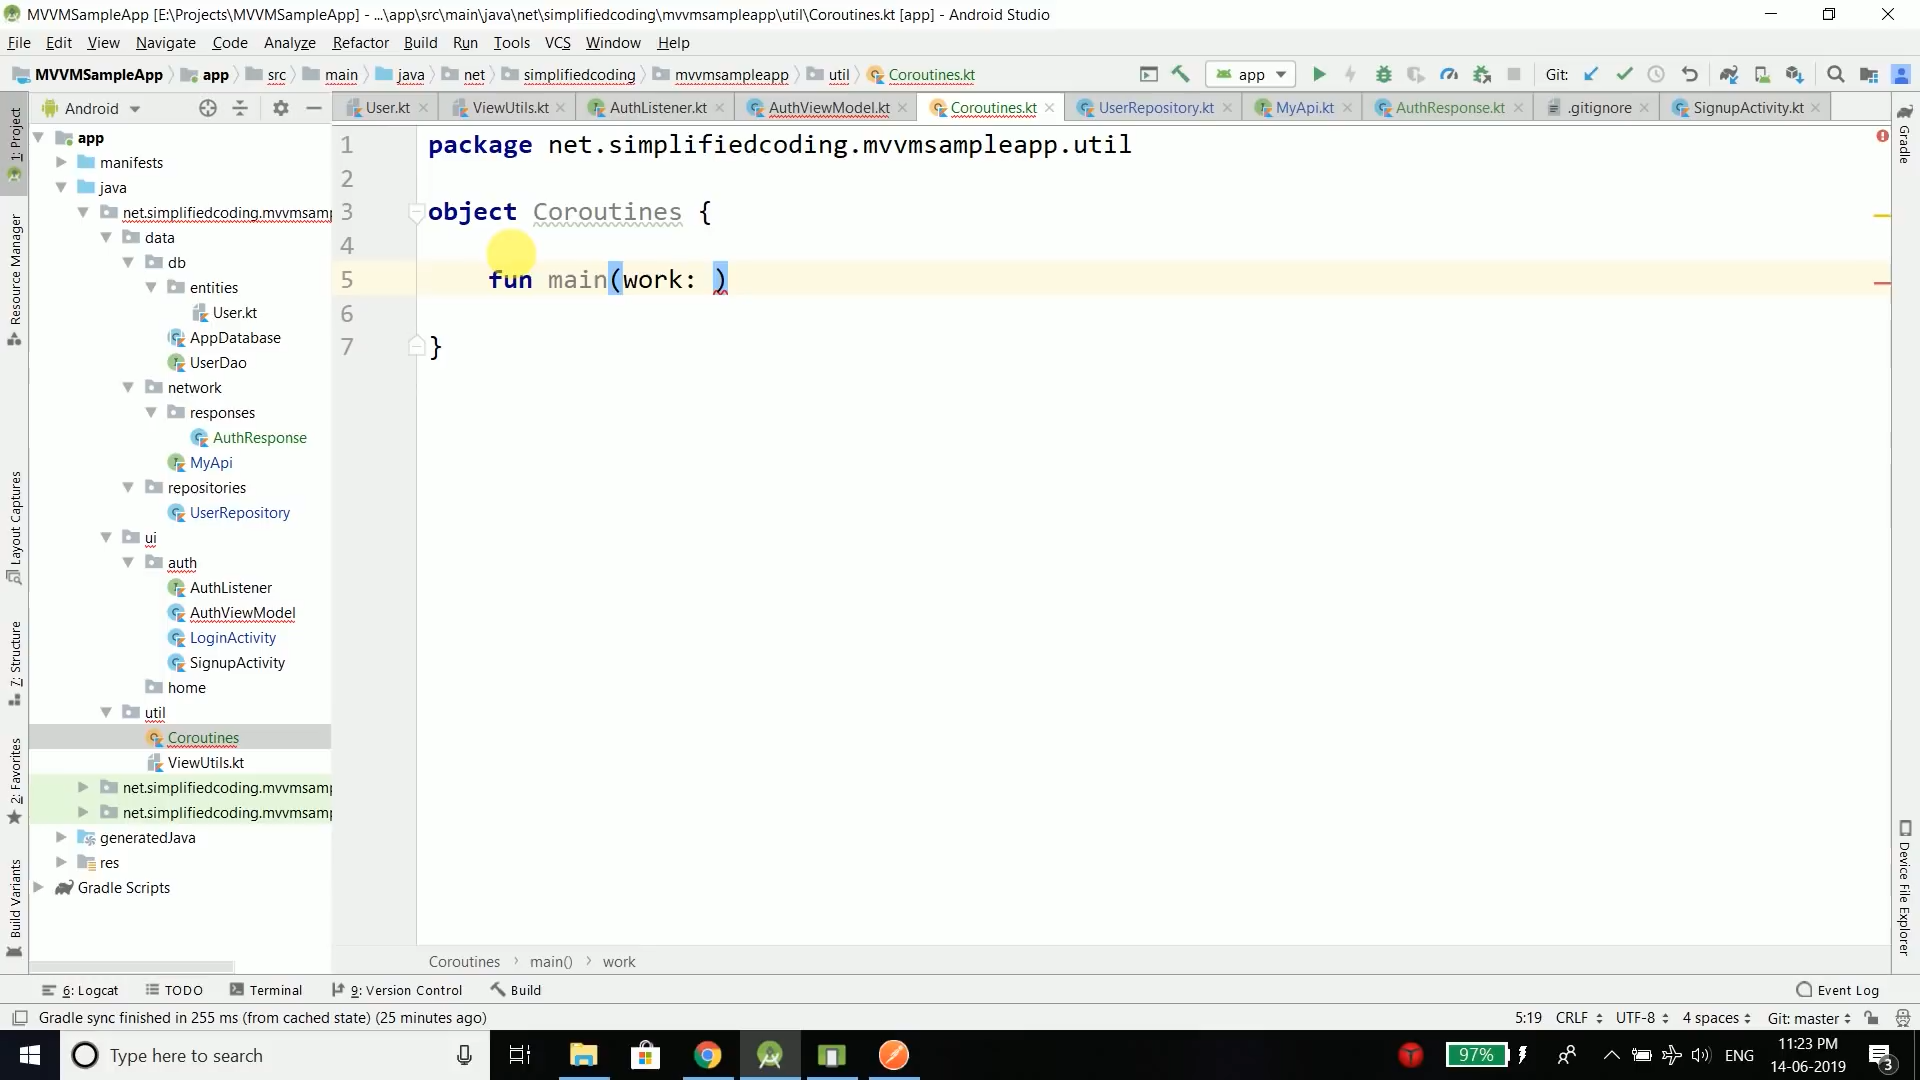 MVVMSampleApp [E:\Projects\MVVMSampleApp] - ...\app\src\main\java\net\simplifiedcoding\mvvmsampleapp\util\Coroutines.kt [app] - Android Studio
File Edit View Navigate Code Analyze Refactor Build Run Tools VCS Window Help
MVVMSampleApp app src main java net simplifiedcoding mvvmsampleapp util Coroutines.kt app Git:
Android User.kt ViewUtils.kt AuthListener.kt AuthViewModel.kt Coroutines.kt UserRepository.kt MyApi.kt AuthResponse.kt .gitignore SignupActivity.kt
1: Project
Resource Manager
Layout Captures
7: Structure
2: Favorites
Build Variants
app
manifests
java
net.simplifiedcoding.mvvmsamp
data
db
entities
User.kt
AppDatabase
UserDao
network
responses
AuthResponse
MyApi
repositories
UserRepository
ui
auth
AuthListener
AuthViewModel
LoginActivity
SignupActivity
home
util
Coroutines
ViewUtils.kt
net.simplifiedcoding.mvvmsamp
net.simplifiedcoding.mvvmsamp
generatedJava
res
Gradle Scripts
1 package net.simplifiedcoding.mvvmsampleapp.util
2
3 object Coroutines {
4
5 fun main(work: )
6
7 }
Gradle
Device File Explorer
Coroutines main() work
6: Logcat TODO Terminal 9: Version Control Build Event Log
Gradle sync finished in 255 ms (from cached state) (25 minutes ago) 5:19 CRLF UTF-8 4 spaces Git: master
Type here to search 97% ENG 11:23 PM
14-06-2019 3